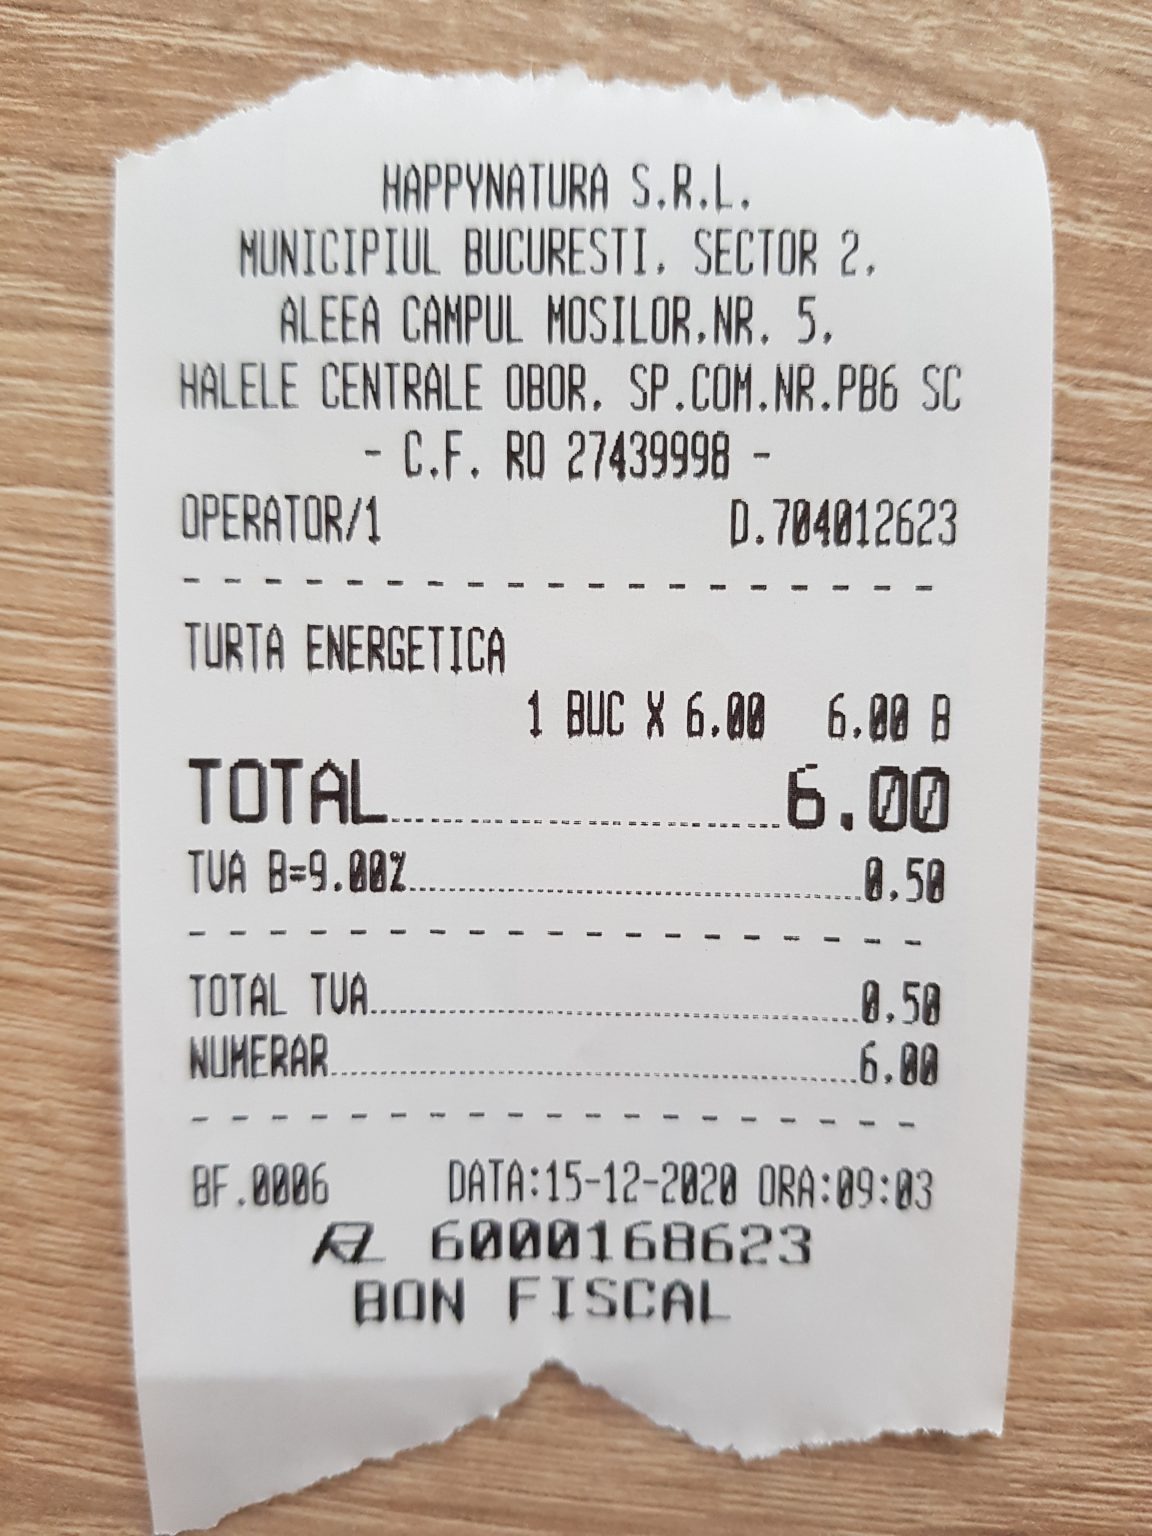 HAPPYNATURA S.R.L.
MUNICIPIUL BUCURESTI, SECTOR 2,
ALEEA CAMPUL MOSILOR,NR. 5,
HALELE CENTRALE OBOR, SP.COM.NR.PB6 SC
- C.F. RO 27439998 -
OPERATOR/1 D.704012623
TURTA ENERGETICA
1 BUC X 6.00 6.00 B
TOTAL 6.00
TVA B=9.00% 0.50
TOTAL TVA 0.50
NUMERAR 6.00
BF.0006 DATA:15-12-2020 ORA:09:03
6000168623
BON FISCAL